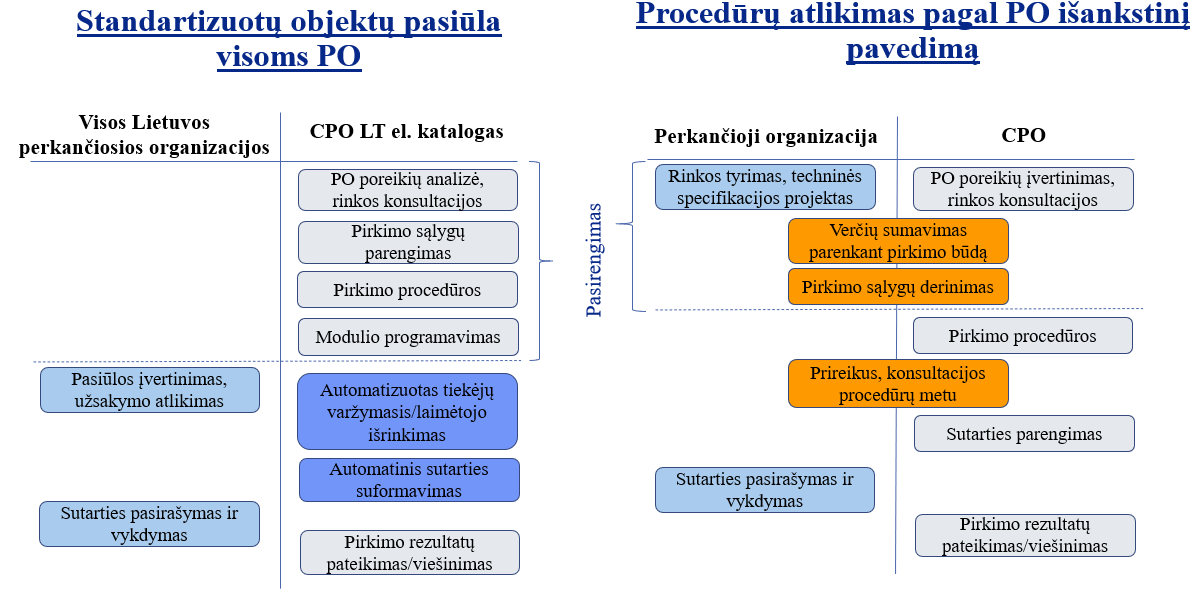 Standartizuotų objektų pasiūla
visoms PO
Visos Lietuvos
perkančiosios organizacijos
CPO LT el. katalogas
PO poreikių analizė,
rinkos konsultacijos
Pirkimo sąlygų
parengimas
Pirkimo procedūros
Modulio programavimas
Pasiūlos įvertinimas,
užsakymo atlikimas
Automatizuotas tiekėjų
varžymasis/laimėtojo
išrinkimas
Automatinis sutarties
suformavimas
Sutarties pasirašymas ir
vykdymas
Pirkimo rezultatų
pateikimas/viešinimas
Pasirengimas
Procedūrų atlikimas pagal PO išankstinį
pavedimą
Perkančioji organizacija
CPO
Rinkos tyrimas, techninės
specifikacijos projektas
PO poreikių įvertinimas,
rinkos konsultacijos
Verčių sumavimas
parenkant pirkimo būdą
Pirkimo sąlygų derinimas
Pirkimo procedūros
Prireikus, konsultacijos
procedūrų metu
Sutarties parengimas
Sutarties pasirašymas ir
vykdymas
Pirkimo rezultatų
pateikimas/viešinimas